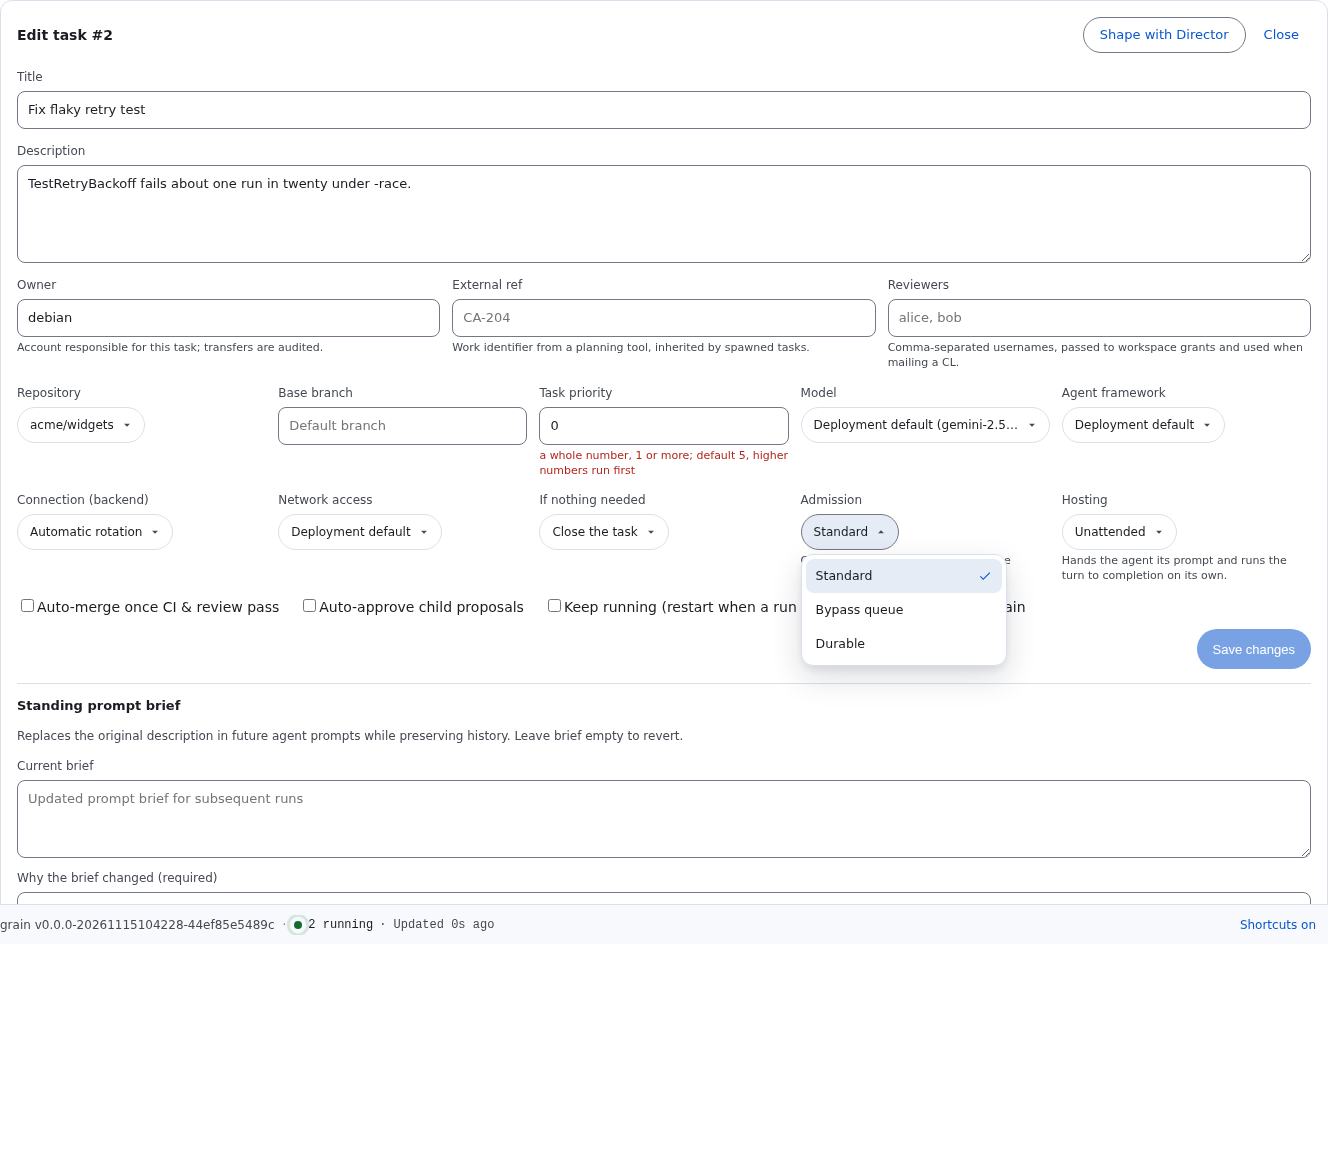 Edit task #2
Shape with Director
Close
Title
Fix flaky retry test
Description
TestRetryBackoff fails about one run in twenty under -race.
Owner
External ref
Reviewers
debian
CA-204
alice, bob
Account responsible for this task; transfers are audited.
Work identifier from a planning tool, inherited by spawned tasks.
Comma-separated usernames, passed to workspace grants and used when
mailing a CL.
Repository
Base branch
Task priority
Model
Agent framework
acme/widgets
Default branch
0
Deployment default (gemini-2.5...
Deployment default
a whole number, 1 or more; default 5, higher
numbers run first
Connection (backend)
Network access
If nothing needed
Admission
Hosting
Automatic rotation
Deployment default
Close the task
Standard
Unattended
Hands the agent its prompt and runs the
turn to completion on its own.
Standard
Bypass queue
Durable
Auto-merge once CI & review pass
Auto-approve child proposals
Keep running (restart when a run
Save changes
Standing prompt brief
Replaces the original description in future agent prompts while preserving history. Leave brief empty to revert.
Current brief
Updated prompt brief for subsequent runs
Why the brief changed (required)
grain v0.0.0-20261115104228-44ef85e5489c · 2 running · Updated 0s ago
Shortcuts on